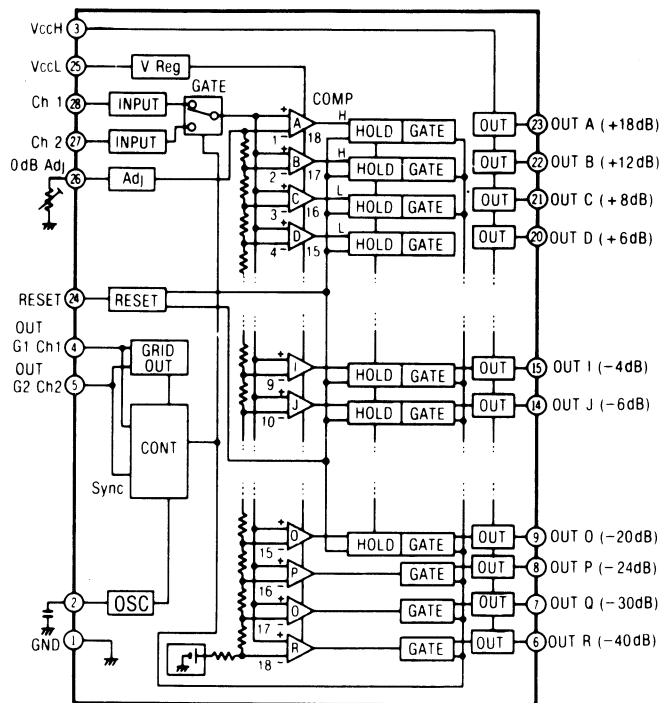 VccH 3
VccL 25 V Reg
GATE
Ch 1 28 INPUT COMP
Ch 2 27 INPUT
0dB Adj 26 Adj
+ A 1 - 18 H HOLD GATE OUT 23 OUT A (+18dB)
+ B 2 - 17 H HOLD GATE OUT 22 OUT B (+12dB)
+ C 3 - 16 L HOLD GATE OUT 21 OUT C (+8dB)
+ D 4 - 15 L HOLD GATE OUT 20 OUT D (+6dB)
RESET 24 RESET
OUT
G1 Ch1 4 GRID
OUT OUT
G2 Ch2 5
+ I 9 - HOLD GATE OUT 15 OUT I (-4dB)
+ J 10 - HOLD GATE OUT 14 OUT J (-6dB)
CONT
Sync
+ O 15 - HOLD GATE OUT 9 OUT O (-20dB)
+ P 16 - GATE OUT 8 OUT P (-24dB)
2 OSC
+ O 17 - GATE OUT 7 OUT Q (-30dB)
GND 1
+ R 18 - GATE OUT 6 OUT R (-40dB)